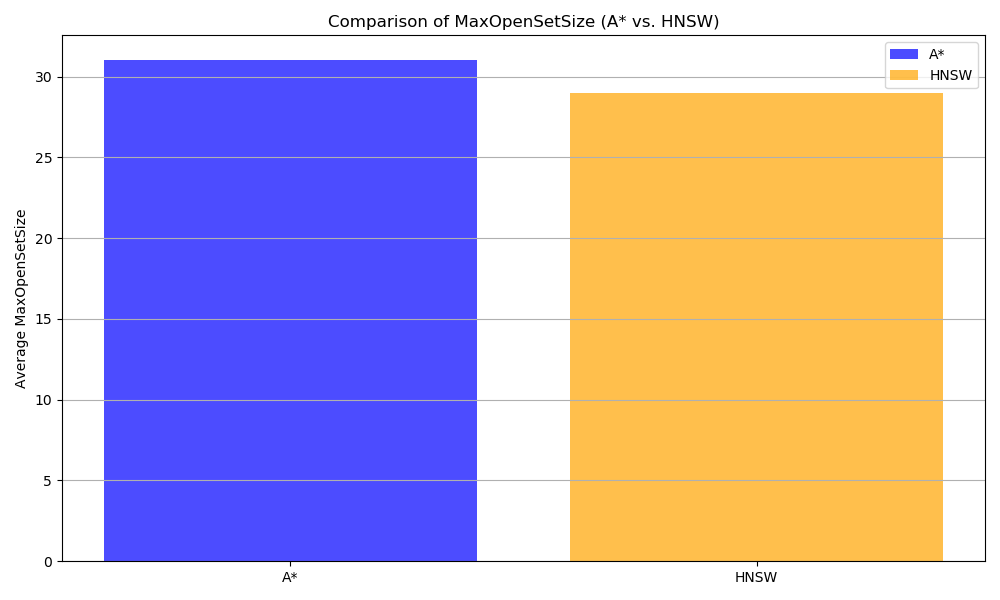 Comparison of MaxOpenSetSize (A* vs. HNSW)
A*
HNSW
Average MaxOpenSetSize
30
25
20
15
10
5
0
A*
HNSW